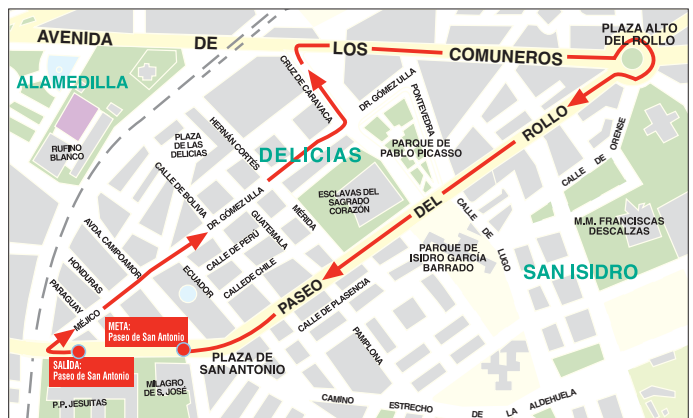 AVENIDA DE LOS COMUNEROS
PLAZA ALTO
DEL ROLLO
ALAMEDILLA
CRUZ DE CARAVACA
DR. GÓMEZ ULLA
PONTEVEDRA
ROLLO
RUFINO
BLANCO
PLAZA
DE LAS
DELICIAS
HERNÁN CORTÉS
DELICIAS
PARQUE DE
PABLO PICASSO
CALLE DE ORENSE
CALLE DE BOLIVIA
DR. GÓMEZ ULLA
ESCLAVAS DEL
SAGRADO
CORAZÓN
DEL
MÉRIDA
GUATEMALA
CALLE DE LUGO
M.M. FRANCISCAS
DESCALZAS
AVDA. CAMPOAMOR
CALLE DE PERÚ
PARQUE DE
ISIDRO GARCÍA
BARRADO
SAN ISIDRO
HONDURAS
ECUADOR
CALLEDE CHILE
PASEO
PARAGUAY
MÉJICO
CALLE DE PLASENCIA
META:
Paseo de San Antonio
PAMPLONA
SALÍDA:
Paseo de San Antonio
PLAZA DE
SAN ANTONIO
MILAGRO
DE S. JOSÉ
P.P. JESUITAS
CAMINO ESTRECHO DE LA ALDEHUELA